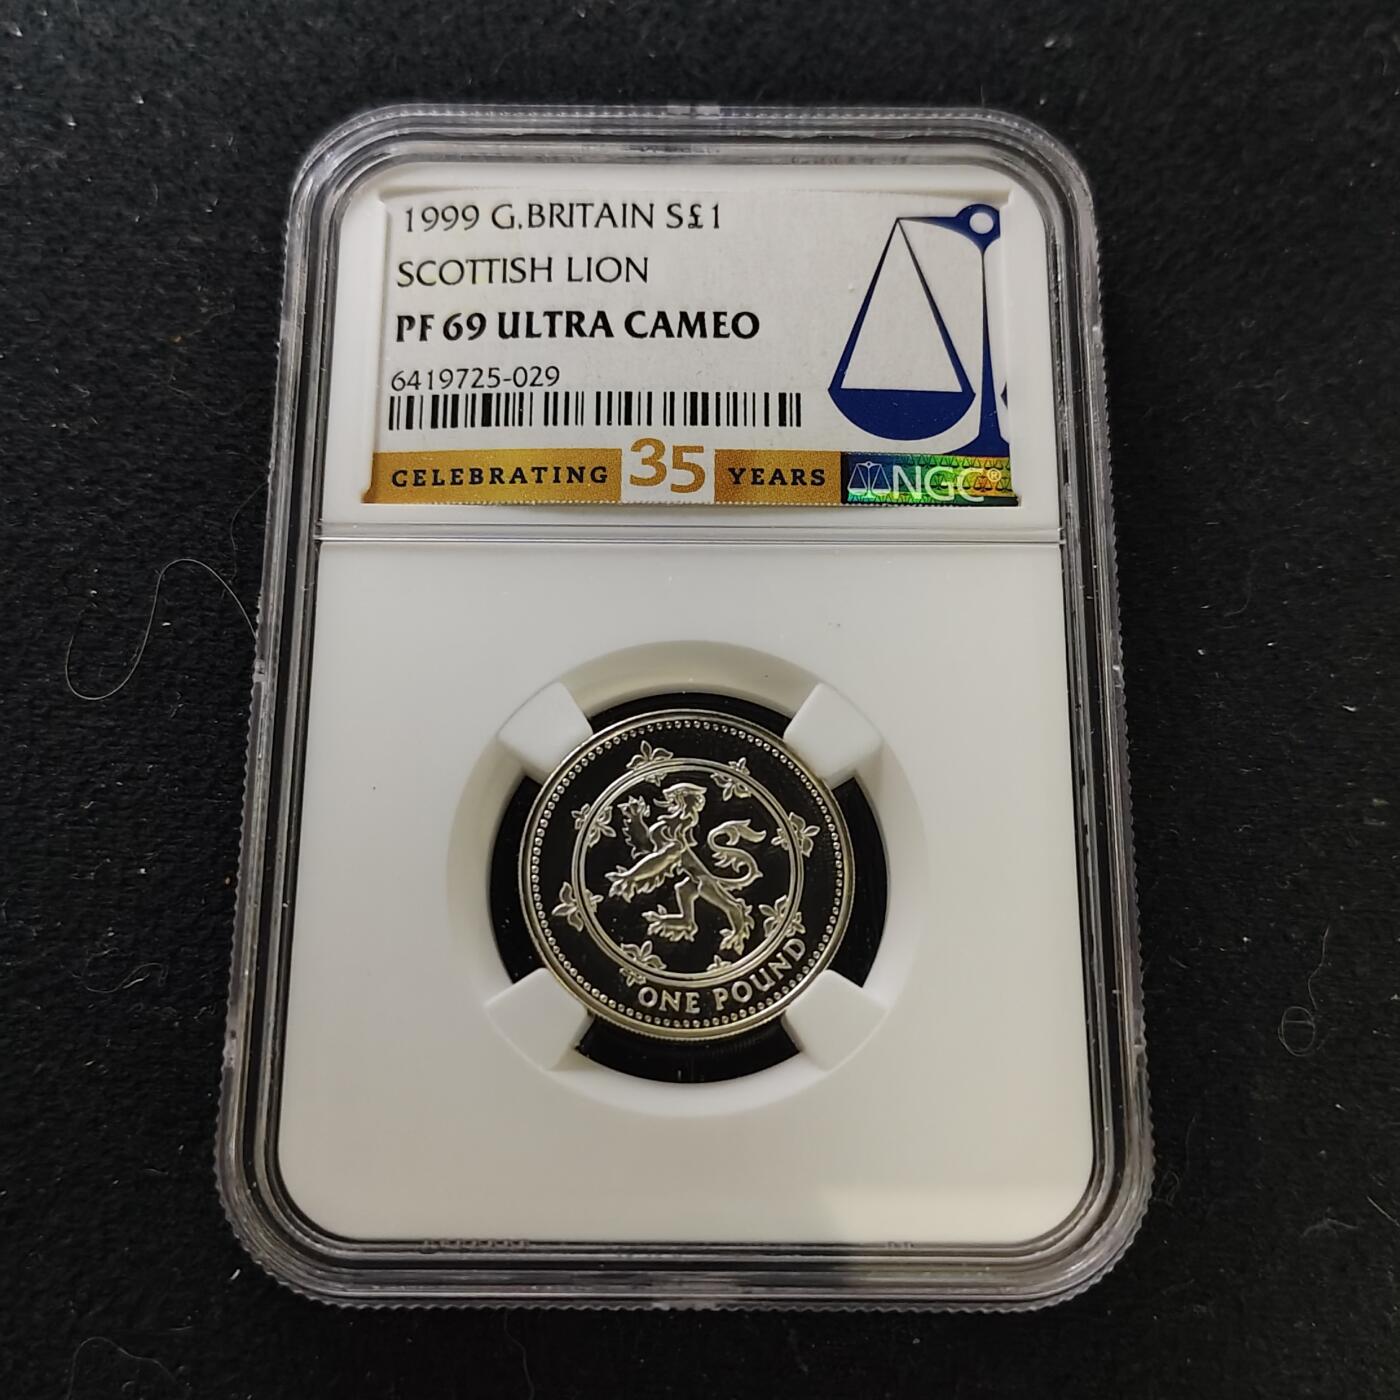 1999 G.BRITAIN S£1
SCOTTISH LION
PF 69 ULTRA CAMEO
6419725-029
CELEBRATING 35 YEARS NGC®
ONE POUND